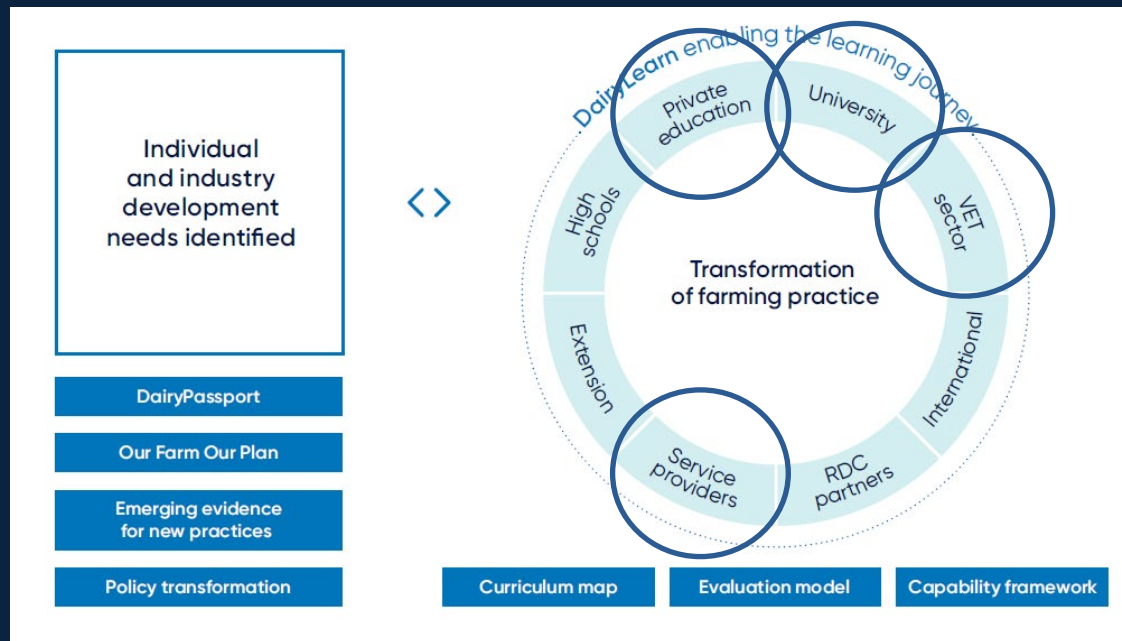 Individual
and industry
development
needs identified
DairyPassport
Our Farm Our Plan
Emerging evidence
for new practices
Policy transformation
<>
DairyLearn enabling the learning journey
Private
education
University
VET
sector
International
RDC
partners
Service
providers
Extension
High
schools
Transformation
of farming practice
Curriculum map
Evaluation model
Capability framework